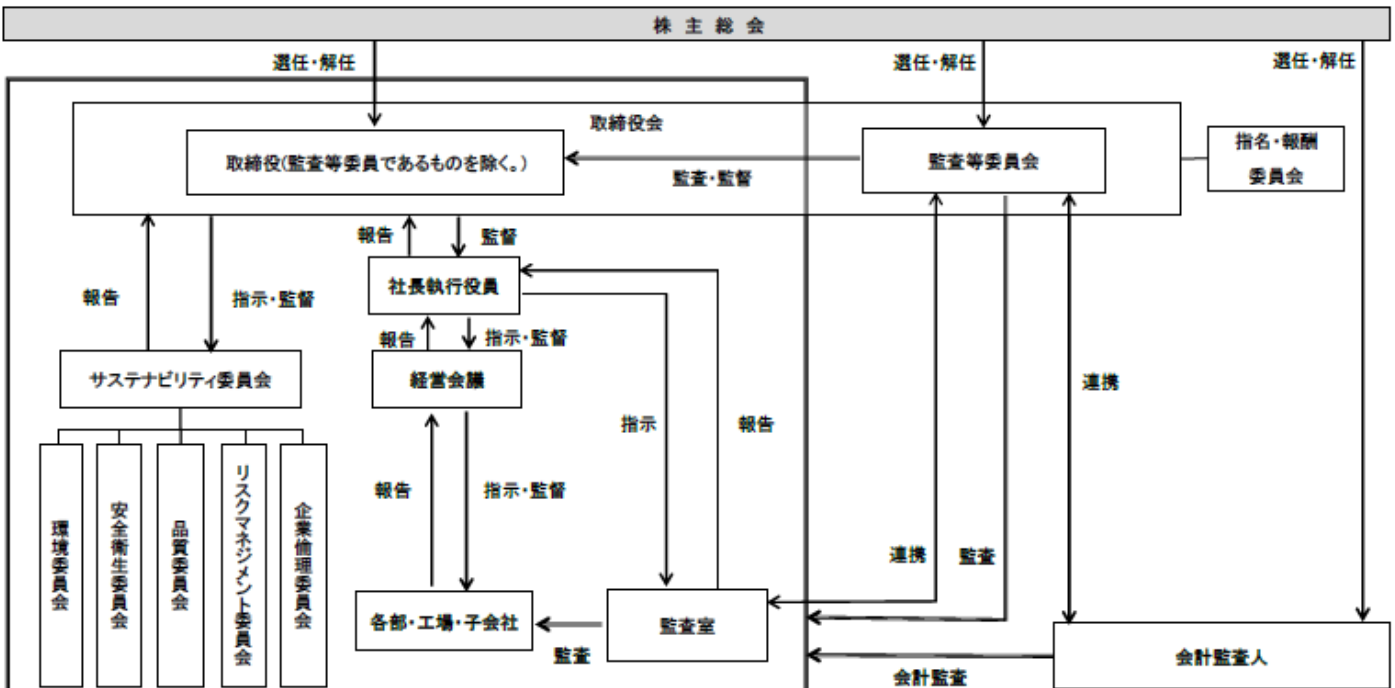 株主総会
選任・解任
選任・解任
選任・解任
取締役会
取締役(監査等委員であるものを除く。)
監査・監督
監査等委員会
指名・報酬
委員会
報告
監督
社長執行役員
報告
指示・監督
報告
指示・監督
サステナビリティ委員会
経営会議
連携
指示
報告
報告
指示・監督
環境委員会
安全衛生委員会
品質委員会
リスクマネジメント委員会
企業倫理委員会
連携
監査
各部・工場・子会社
監査
監査室
会計監査
会計監査人